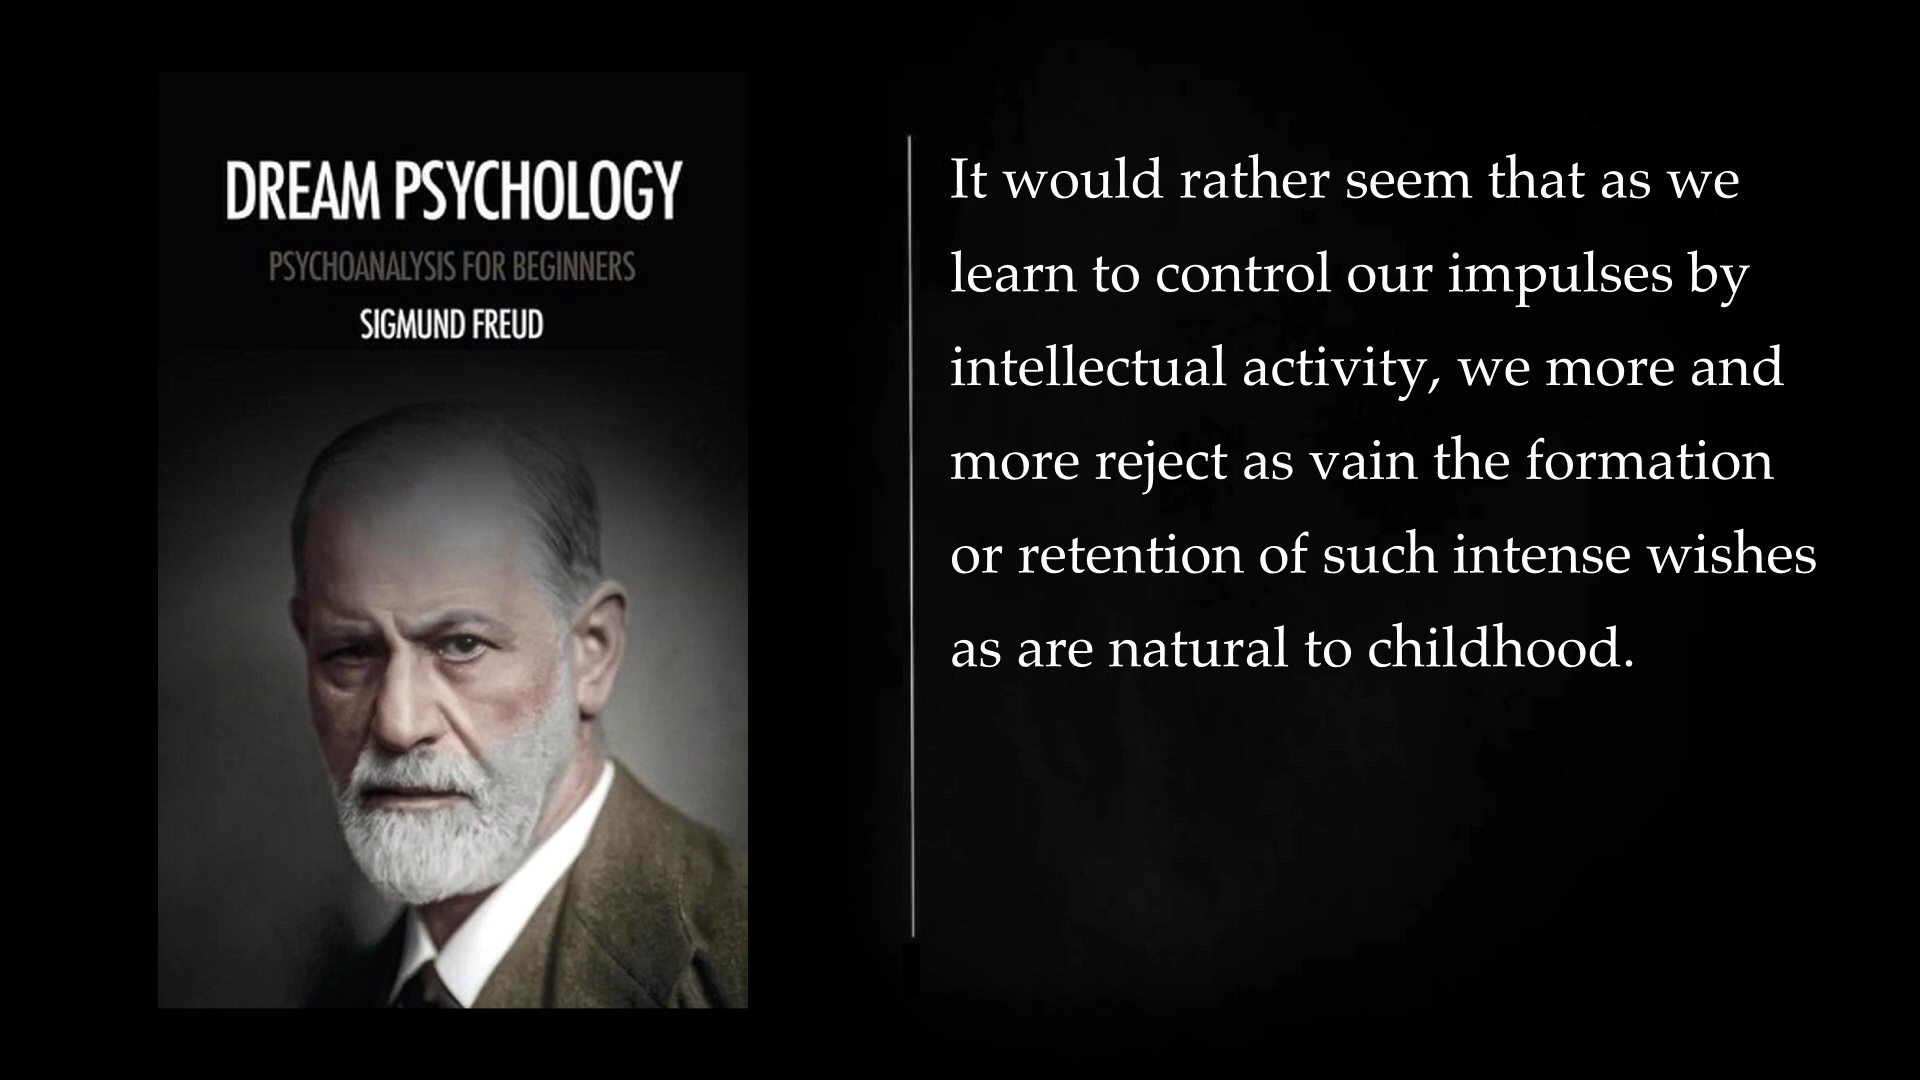 DREAM PSYCHOLOGY
PSYCHOANALYSIS FOR BEGINNERS
SIGMUND FREUD
It would rather seem that as we
learn to control our impulses by
intellectual activity, we more and
more reject as vain the formation
or retention of such intense wishes
as are natural to childhood.